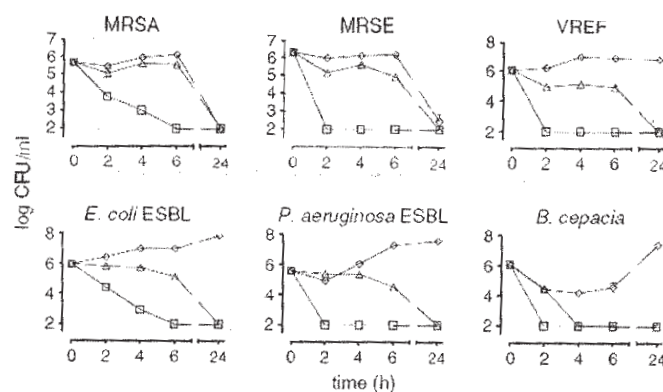 MRSA MRSE VREF
7 7 8
6 6
5 5 6
4 4 4
3 3
2 2 2
0 2 4 6 24 0 2 4 6 24 0 2 4 6 24
log CFU/ml
E. coli ESBL P. aeruginosa ESBL B. cepacia
8 8 8
6 6 6
4 4 4
2 2 2
0 2 4 6 24 0 2 4 6 24 0 2 4 6 24
time (h)